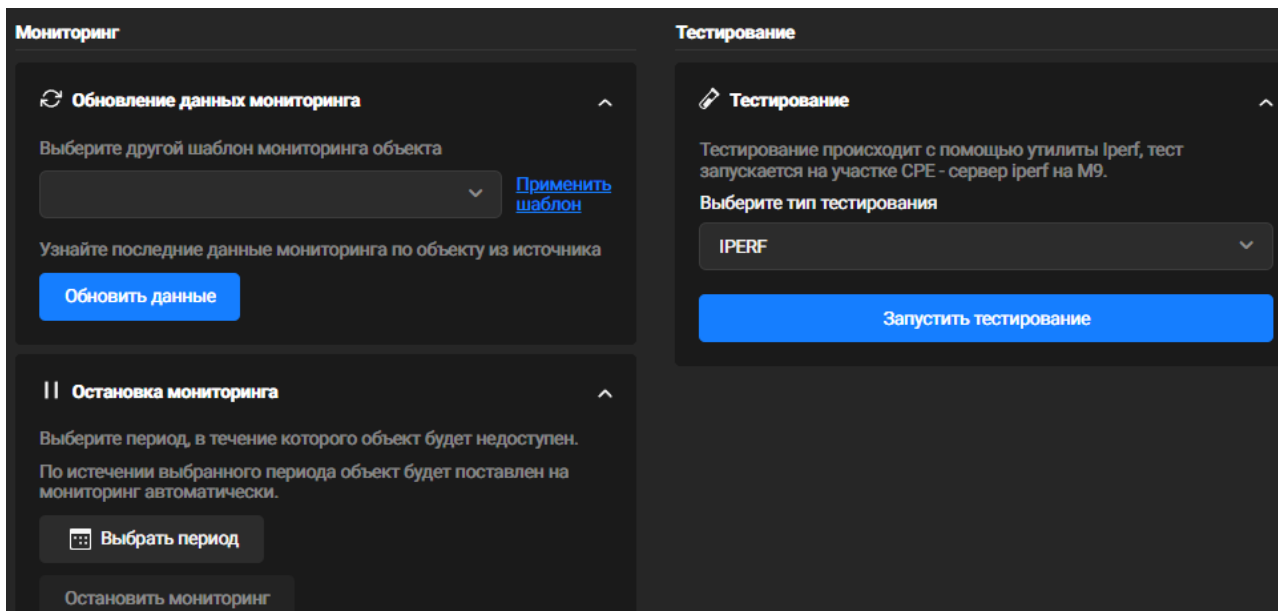 Мониторинг
Обновление данных мониторинга
Выберите другой шаблон мониторинга объекта
Применить
шаблон
Узнайте последние данные мониторинга по объекту из источника
Обновить данные
Остановка мониторинга
Выберите период, в течение которого объект будет недоступен.
По истечении выбранного периода объект будет поставлен на
мониторинг автоматически.
Выбрать период
Остановить мониторинг
Тестирование
Тестирование
Тестирование происходит с помощью утилиты Iperf, тест
запускается на участке CPE - сервер iperf на М9.
Выберите тип тестирования
IPERF
Запустить тестирование